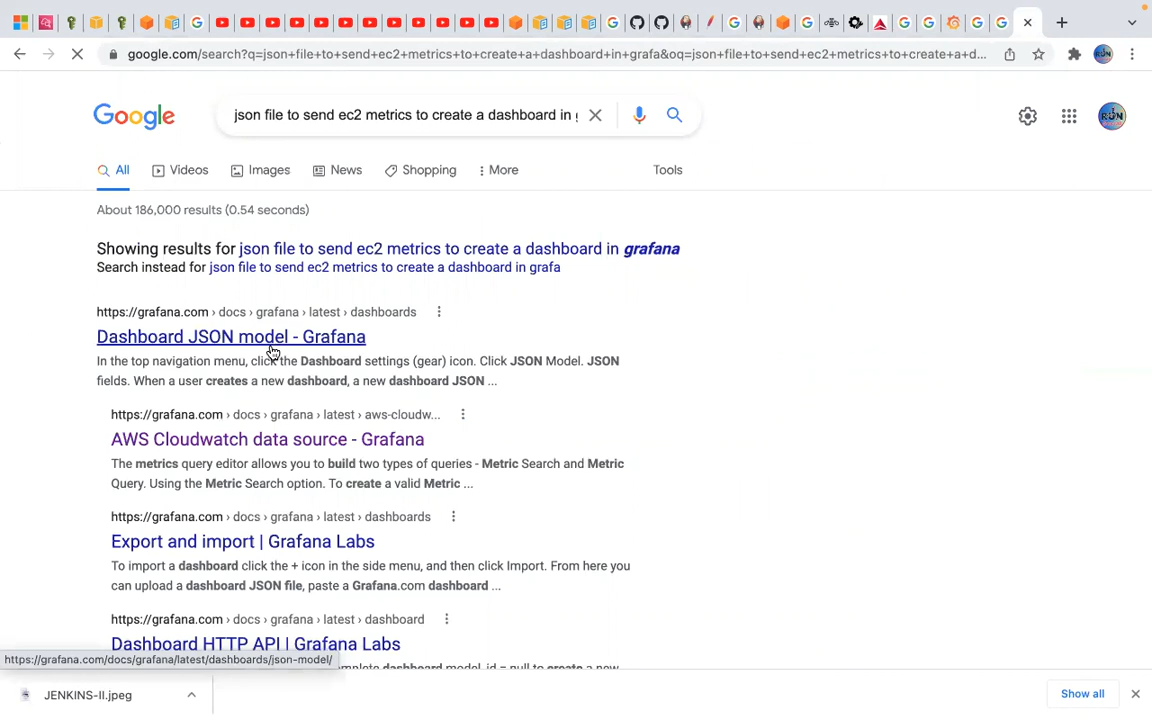 google.com/search?q=json+file+to+send+ec2+metrics+to+create+a+dashboard+in+grafa&oq=json+file+to+send+ec2+metrics+to+create+a+d...
Google
json file to send ec2 metrics to create a dashboard in g
All
Videos
Images
News
Shopping
More
Tools
About 186,000 results (0.54 seconds)
Showing results for json file to send ec2 metrics to create a dashboard in grafana
Search instead for json file to send ec2 metrics to create a dashboard in grafa
https://grafana.com › docs › grafana › latest › dashboards
Dashboard JSON model - Grafana
In the top navigation menu, click the Dashboard settings (gear) icon. Click JSON Model. JSON
fields. When a user creates a new dashboard, a new dashboard JSON ...
https://grafana.com › docs › grafana › latest › aws-cloudw...
AWS Cloudwatch data source - Grafana
The metrics query editor allows you to build two types of queries - Metric Search and Metric
Query. Using the Metric Search option. To create a valid Metric ...
https://grafana.com › docs › grafana › latest › dashboards
Export and import | Grafana Labs
To import a dashboard click the + icon in the side menu, and then click Import. From here you
can upload a dashboard JSON file, paste a Grafana.com dashboard ...
https://grafana.com › docs › grafana › latest › dashboard
Dashboard HTTP API | Grafana Labs
https://grafana.com/docs/grafana/latest/dashboards/json-model/
dashboard model, id = null to create a new
JENKINS-II.jpeg
Show all